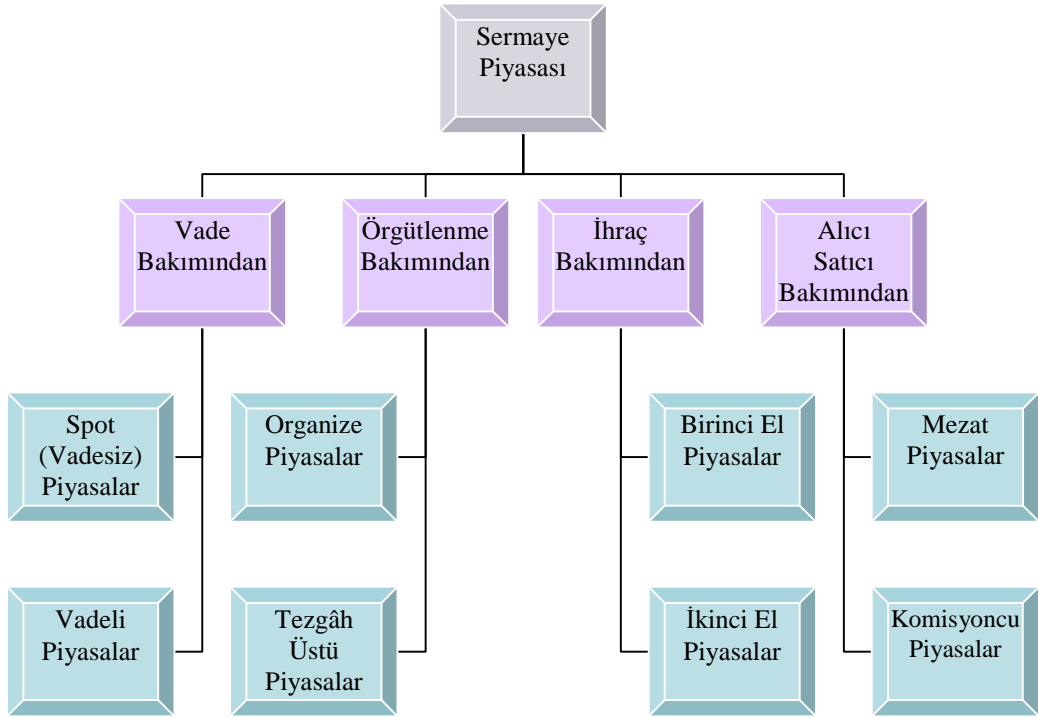 Sermaye
Piyasası
Vade
Bakımından
Örgütlenme
Bakımından
İhraç
Bakımından
Alıcı
Satıcı
Bakımından
Spot
(Vadesiz)
Piyasalar
Organize
Piyasalar
Birinci El
Piyasalar
Mezat
Piyasalar
Vadeli
Piyasalar
Tezgâh
Üstü
Piyasalar
İkinci El
Piyasalar
Komisyoncu
Piyasalar